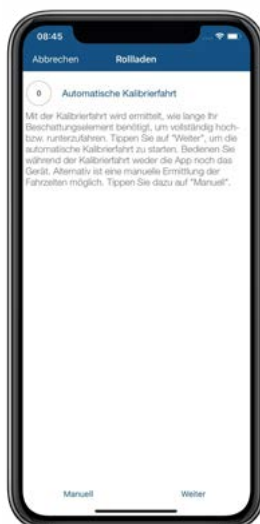 08:45
Abbrechen Rollladen
0 Automatische Kalibrierfahrt
Mit der Kalibrierfahrt wird ermittelt, wie lange Ihr
Beschattungselement benötigt, um vollständig hoch-
bzw. runterzufahren. Tippen Sie auf "Weiter", um die
automatische Kalibrierfahrt zu starten. Bedienen Sie
während der Kalibrierfahrt weder die App noch das
Gerät. Alternativ ist eine manuelle Ermittlung der
Fahrzeiten möglich. Tippen Sie dazu auf "Manuell".
Manuell Weiter